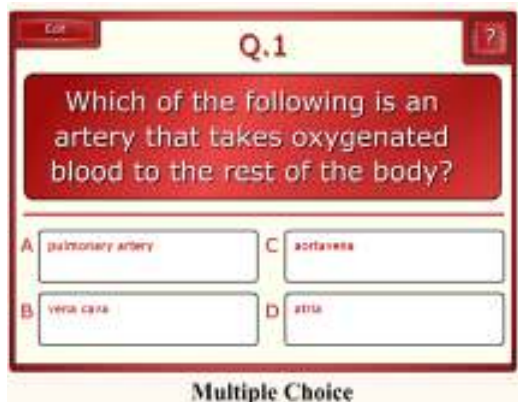 Exit
Q.1
?
Which of the following is an
artery that takes oxygenated
blood to the rest of the body?
A pulmonary artery
C aortavena
B vena cava
D atria
Multiple Choice